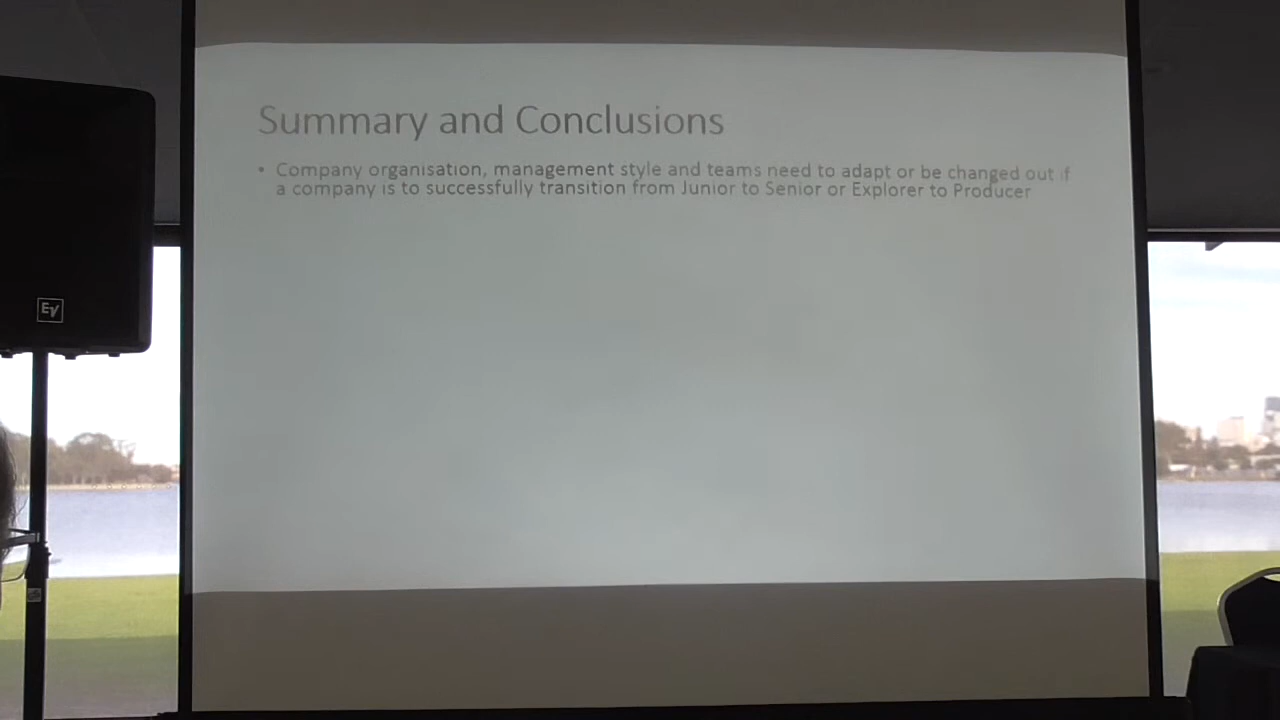 Summary and Conclusions
• Company organisation, management style and teams need to adapt or be changed out if
a company is to successfully transition from Junior to Senior or Explorer to Producer
EV